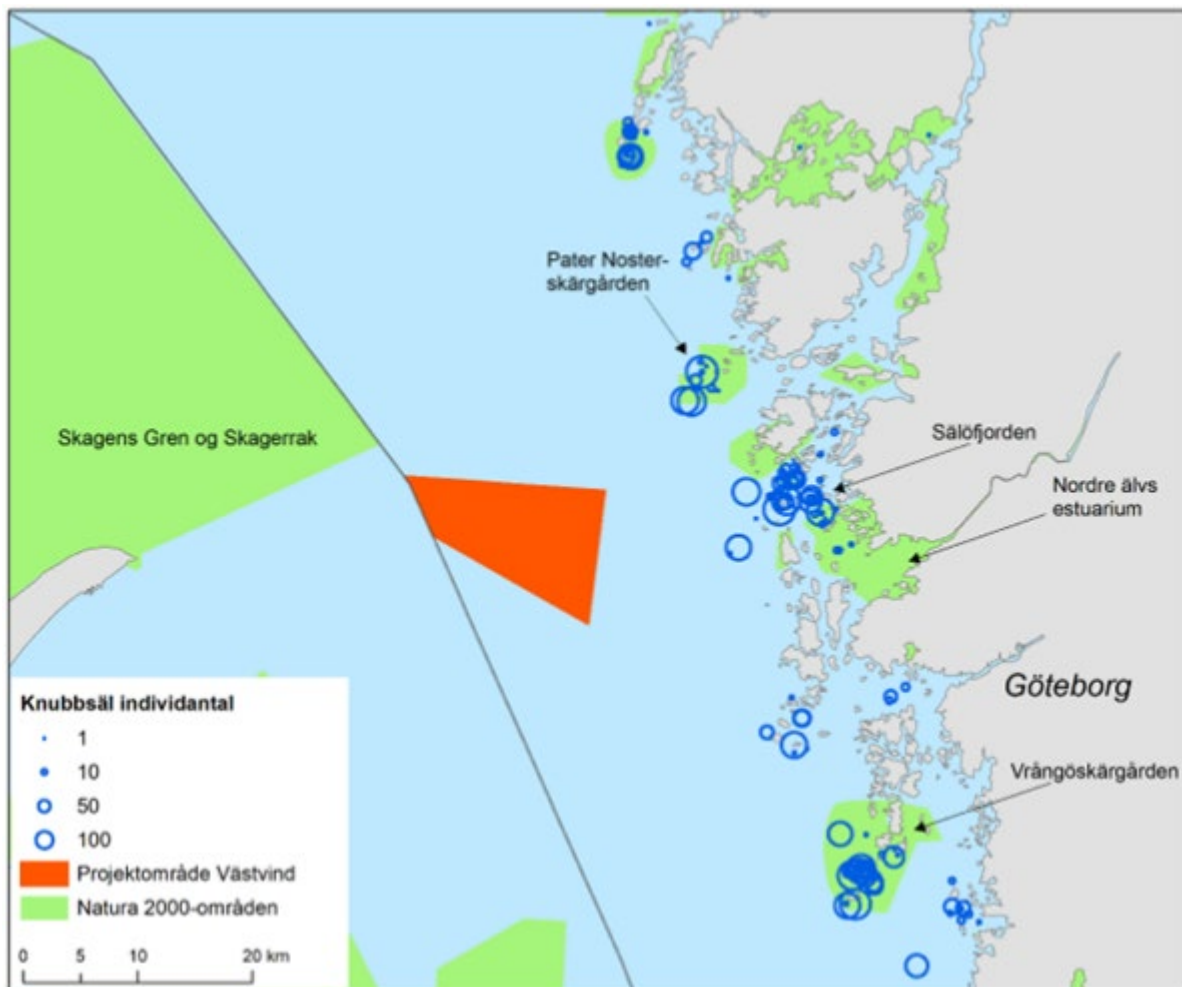 Pater Noster-
skärgården
Skagens Gren og Skagerrak
Sälöfjorden
Nordre älvs
estuarium
Göteborg
Vrångöskärgården
Knubbsäl individantal
1
10
50
100
Projektområde Västvind
Natura 2000-områden
0 5 10 20 km